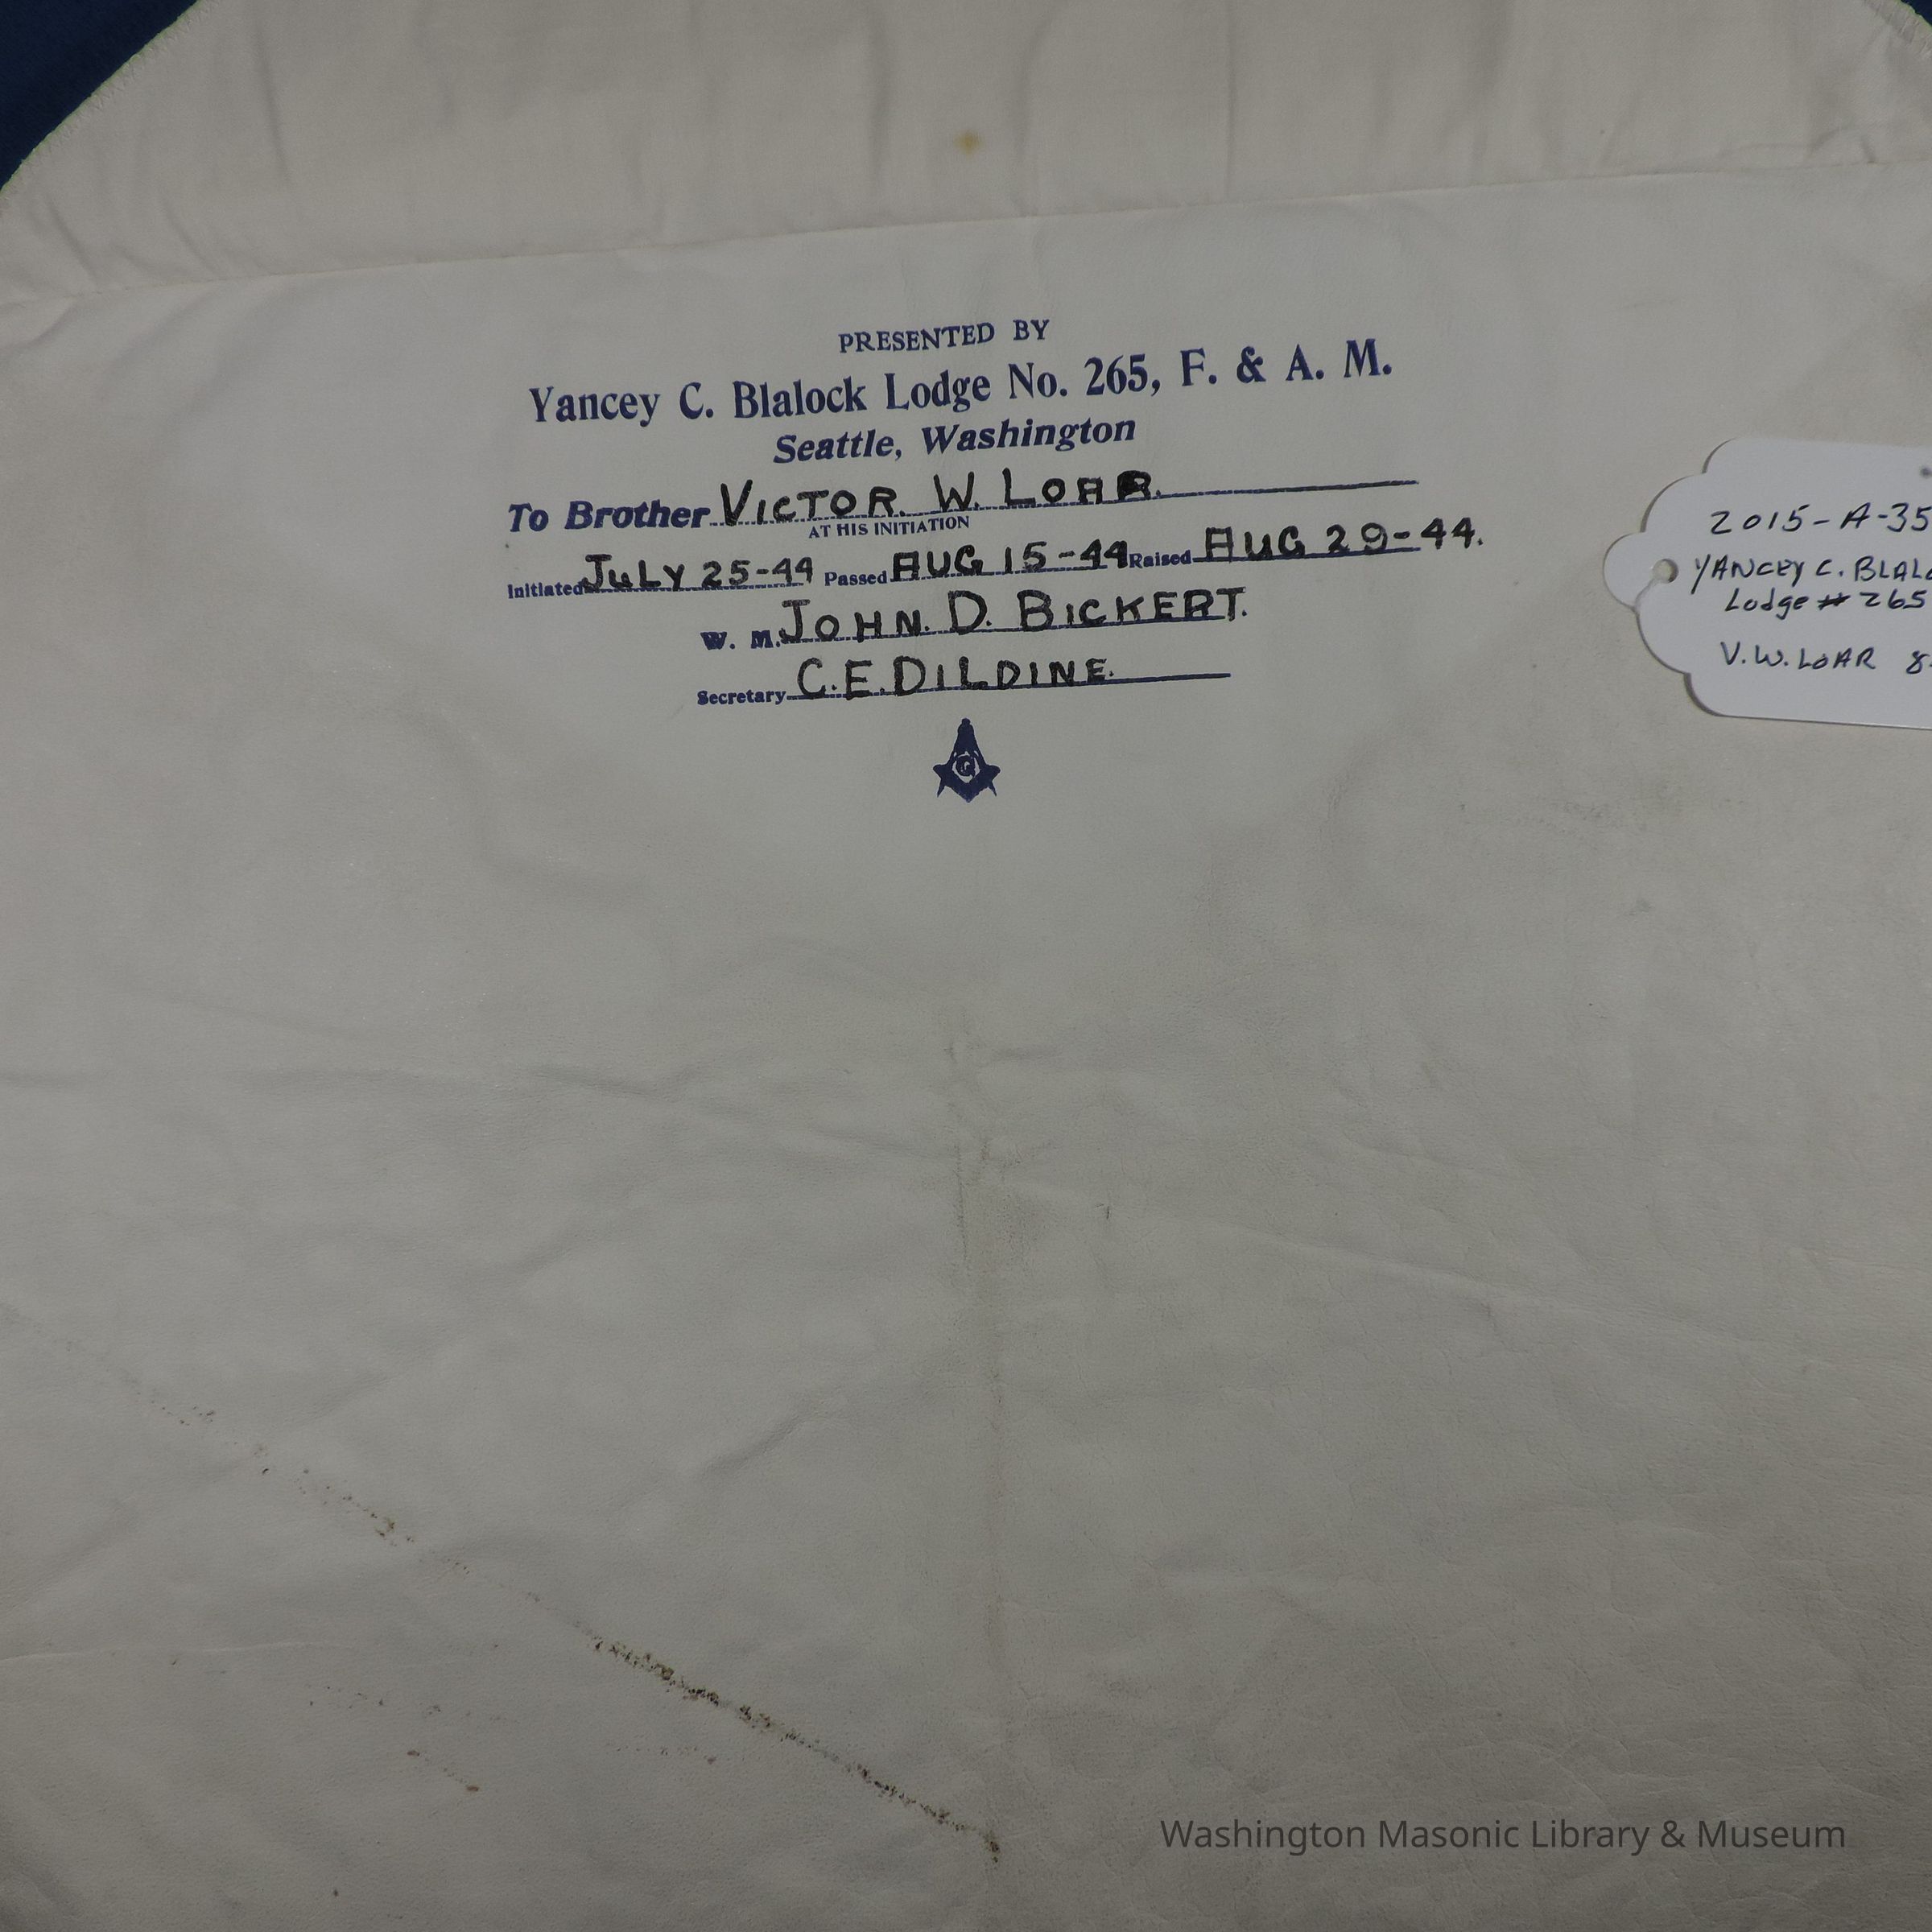 PRESENTED BY
Yancey C. Blalock Lodge No. 265, F. & A. M.
Seattle, Washington
To Brother VICTOR. W. LOAR.
AT HIS INITIATION
Initiated JULY 25-44 Passed AUG 15-44 Raised AUG 29-44.
W. M. JOHN. D. BICKERT.
Secretary C.E. DILDINE.
G
2015-A-35
YANCEY C. BLALO
Lodge # 265
V.W. LOAR 8
Washington Masonic Library & Museum